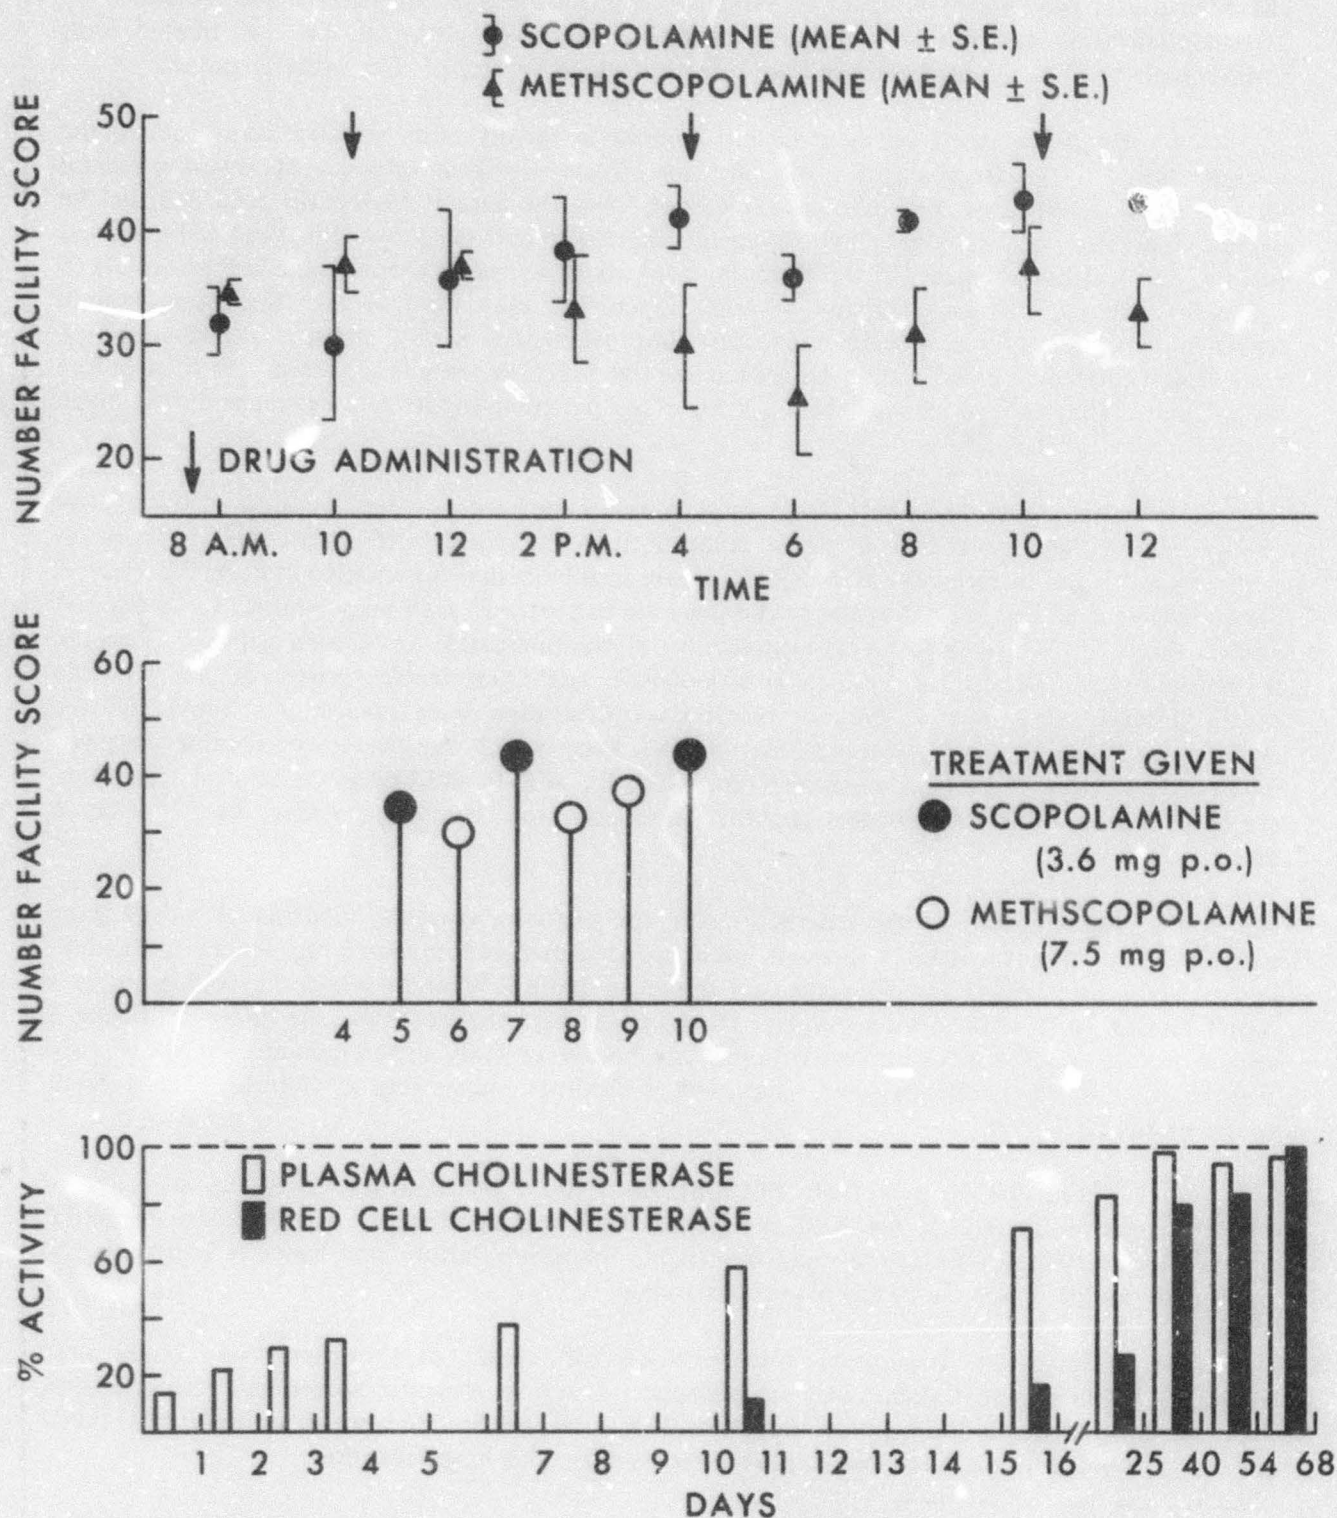 SCOPOLAMINE (MEAN ± S.E.)
METHSCOPOLAMINE (MEAN ± S.E.)
NUMBER FACILITY SCORE
50
40
30
20
DRUG ADMINISTRATION
8 A.M. 10 12 2 P.M. 4 6 8 10 12
TIME
NUMBER FACILITY SCORE
60
40
20
0
4 5 6 7 8 9 10
TREATMENT GIVEN
SCOPOLAMINE
(3.6 mg p.o.)
METHSCOPOLAMINE
(7.5 mg p.o.)
% ACTIVITY
100
60
20
PLASMA CHOLINESTERASE
RED CELL CHOLINESTERASE
1 2 3 4 5 7 8 9 10 11 12 13 14 15 16 25 40 54 68
DAYS